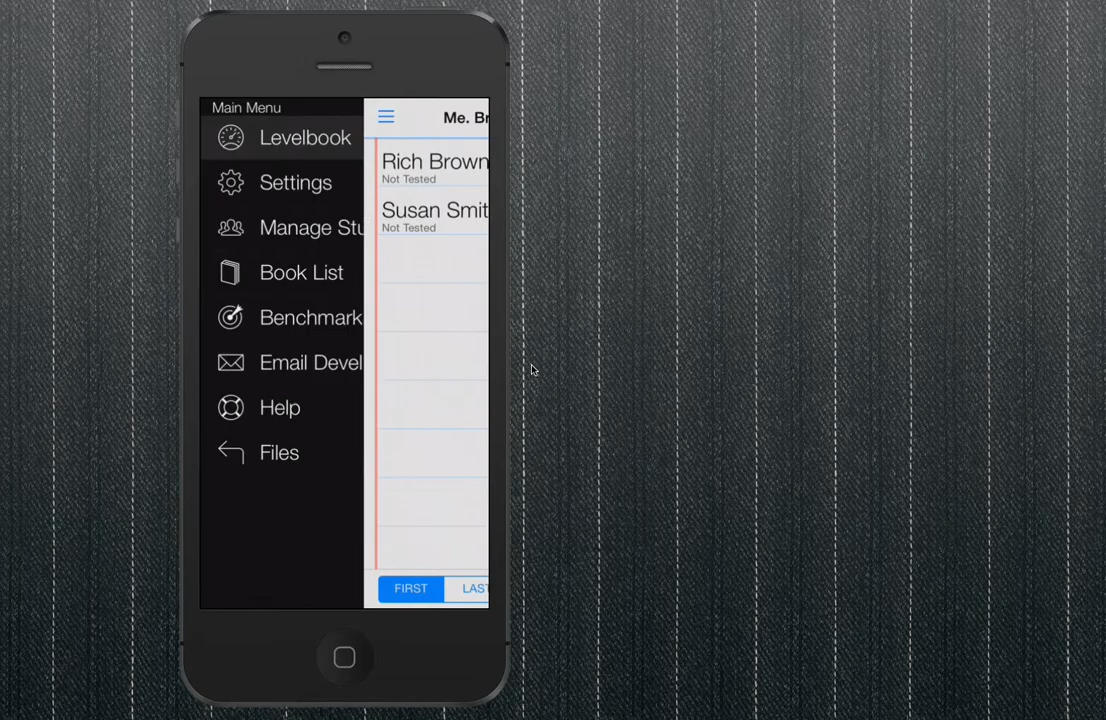 Main Menu
Levelbook
Settings
Manage Stu
Book List
Benchmark
Email Devel
Help
Files
Me. Br
Rich Brown
Not Tested
Susan Smit
Not Tested
FIRST
LAST